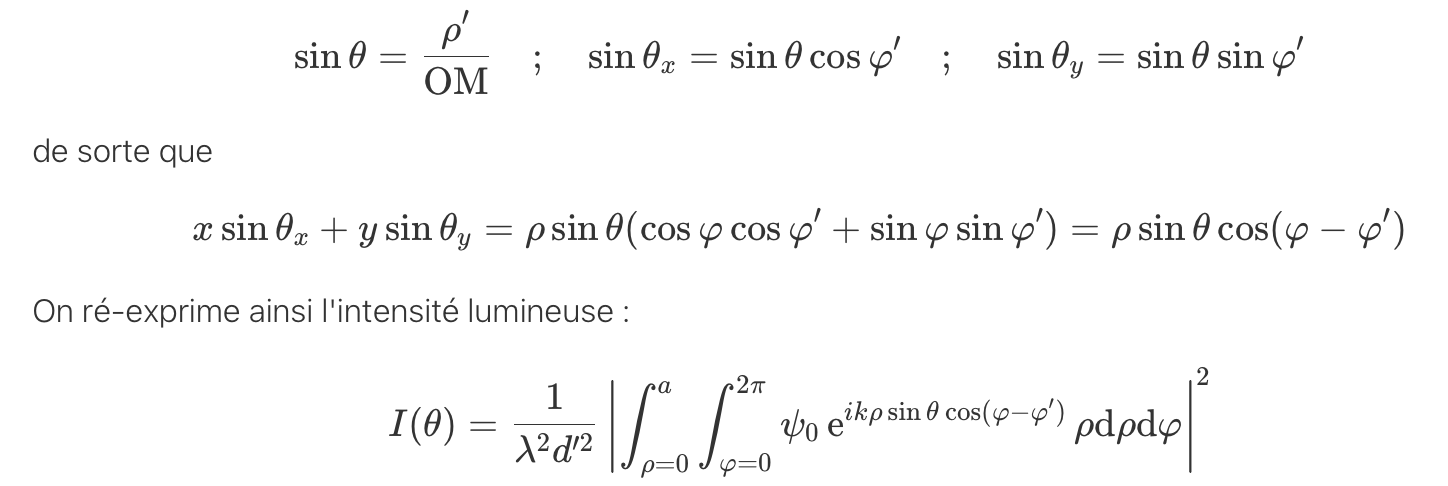 sin θ = ρ′/OM ; sin θₓ = sin θ cos φ′ ; sin θ_y = sin θ sin φ′
de sorte que
x sin θₓ + y sin θ_y = ρ sin θ(cos φ cos φ′ + sin φ sin φ′) = ρ sin θ cos(φ − φ′)
On ré-exprime ainsi l'intensité lumineuse :
I(θ) = 1/(λ²d′²) |∫_{ρ=0}^{a} ∫_{φ=0}^{2π} ψ₀ e^{ikρ sin θ cos(φ−φ′)} ρdρdφ|²